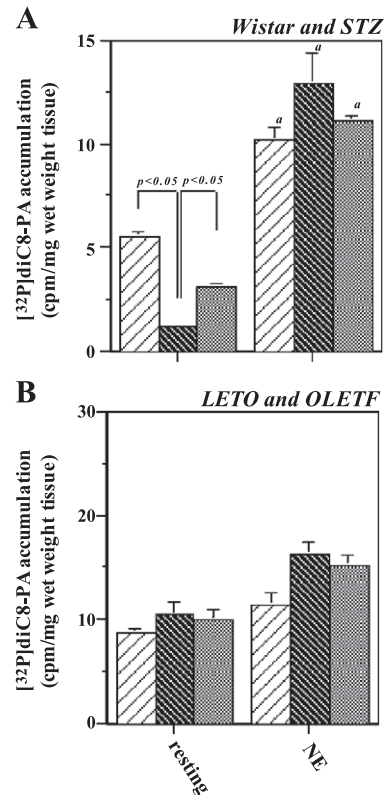 A
Wistar and STZ
[32P]diC8-PA accumulation
(cpm/mg wet weight tissue)
15
10
5
0
p<0.05 p<0.05
a
a
a
B
LETO and OLETF
[32P]diC8-PA accumulation
(cpm/mg wet weight tissue)
30
20
10
0
resting
NE